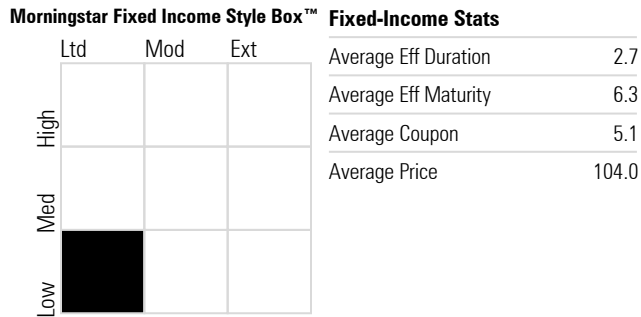 Morningstar Fixed Income Style Box™
Ltd Mod Ext
High
Med
Low
Fixed-Income Stats
Average Eff Duration 2.7
Average Eff Maturity 6.3
Average Coupon 5.1
Average Price 104.0